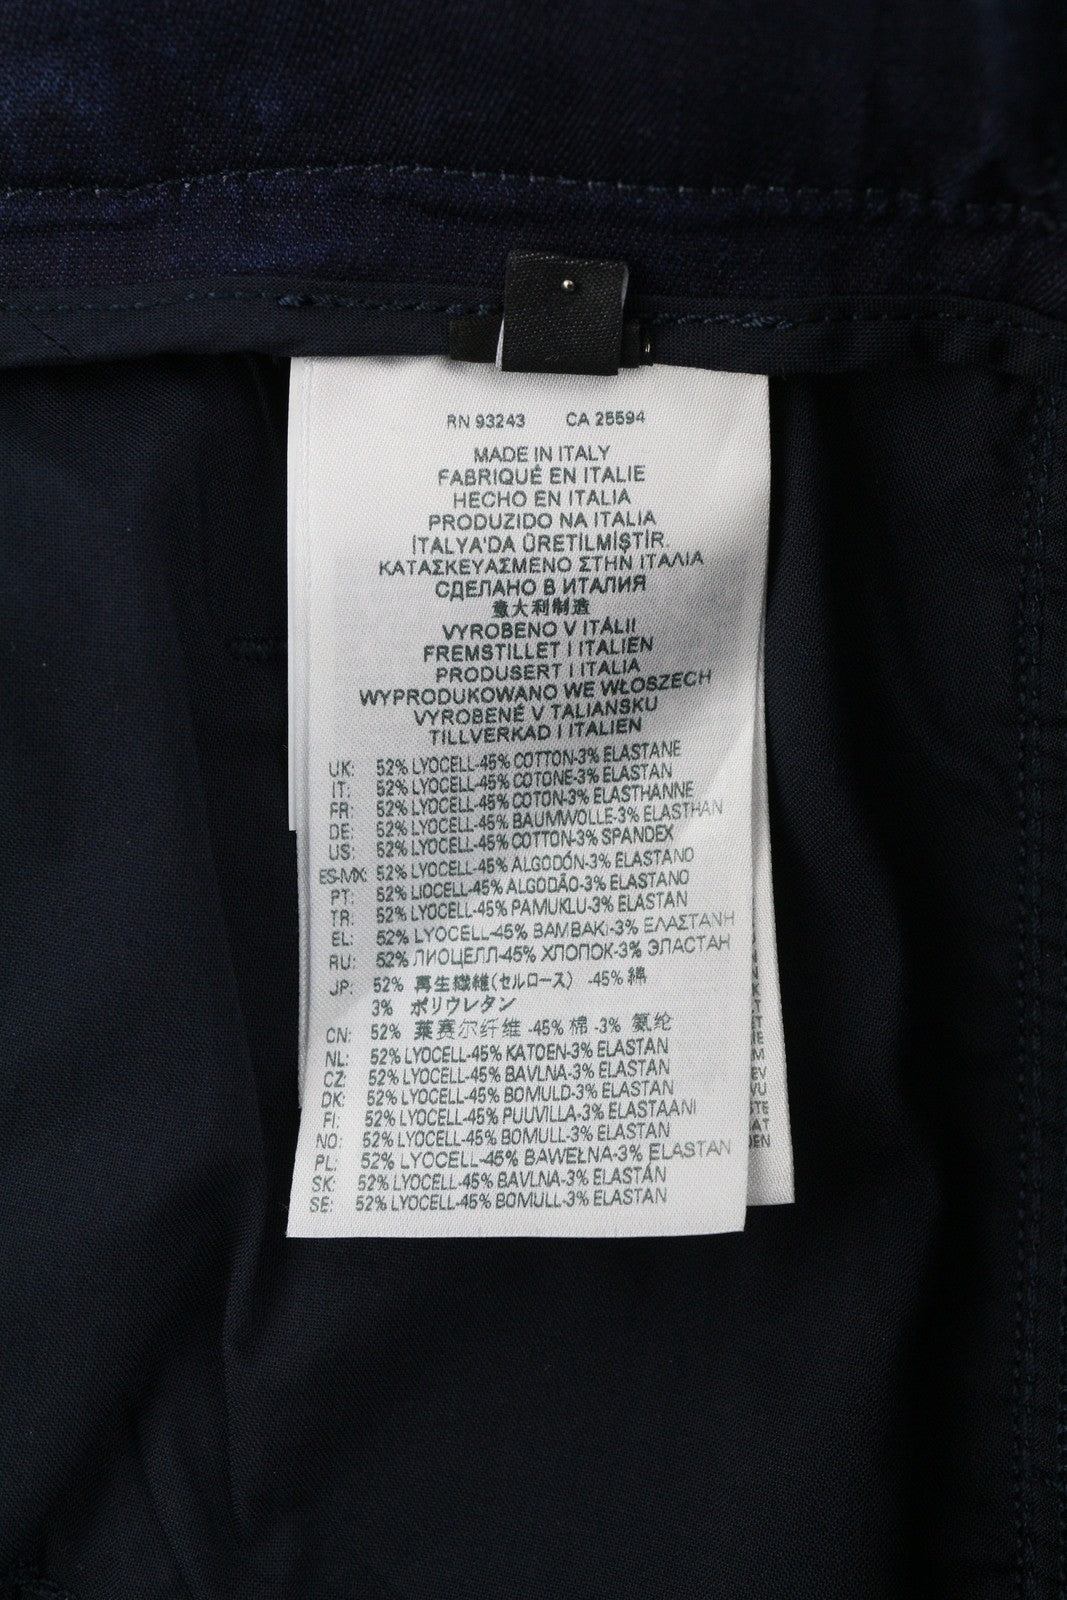 RN 93243 CA 25594
MADE IN ITALY
FABRIQUÉ EN ITALIE
HECHO EN ITALIA
PRODUZIDO NA ITALIA
İTALYA'DA ÜRETİLMİŞTİR.
ΚΑΤΑΣΚΕΥΑΣΜΕΝΟ ΣΤΗΝ ΙΤΑΛΙΑ
СДЕЛАНО В ИТАЛИЯ
意大利制造
VYROBENO V ITÁLII
FREMSTILLET I ITALIEN
PRODUSERT I ITALIA
WYPRODUKOWANO WE WŁOSZECH
VYROBENÉ V TALIANSKU
TILLVERKAD I ITALIEN
UK: 52% LYOCELL-45% COTTON-3% ELASTANE
IT: 52% LYOCELL-45% COTONE-3% ELASTAN
FR: 52% LYOCELL-45% COTON-3% ELASTHANNE
DE: 52% LYOCELL-45% BAUMWOLLE-3% ELASTHAN
US: 52% LYOCELL-45% COTTON-3% SPANDEX
ES-MX: 52% LYOCELL-45% ALGODÓN-3% ELASTANO
PT: 52% LIOCELL-45% ALGODÃO-3% ELASTANO
TR: 52% LYOCELL-45% PAMUKLU-3% ELASTAN
EL: 52% LYOCELL-45% BAMBAKI-3% ΕΛΑΣΤΑΝΗ
RU: 52% ЛИОЦЕЛЛ-45% ХЛОПОК-3% ЭЛАСТАН
JP: 52% 再生繊維(セルロース) -45% 綿
3% ポリウレタン
CN: 52% 莱赛尔纤维 -45% 棉 -3% 氨纶
NL: 52% LYOCELL-45% KATOEN-3% ELASTAN
CZ: 52% LYOCELL-45% BAVLNA-3% ELASTAN
DK: 52% LYOCELL-45% BOMULD-3% ELASTAN
FI: 52% LYOCELL-45% PUUVILLA-3% ELASTAANI
NO: 52% LYOCELL-45% BOMULL-3% ELASTAN
PL: 52% LYOCELL-45% BAWEŁNA-3% ELASTAN
SK: 52% LYOCELL-45% BAVLNA-3% ELASTÁN
SE: 52% LYOCELL-45% BOMULL-3% ELASTAN